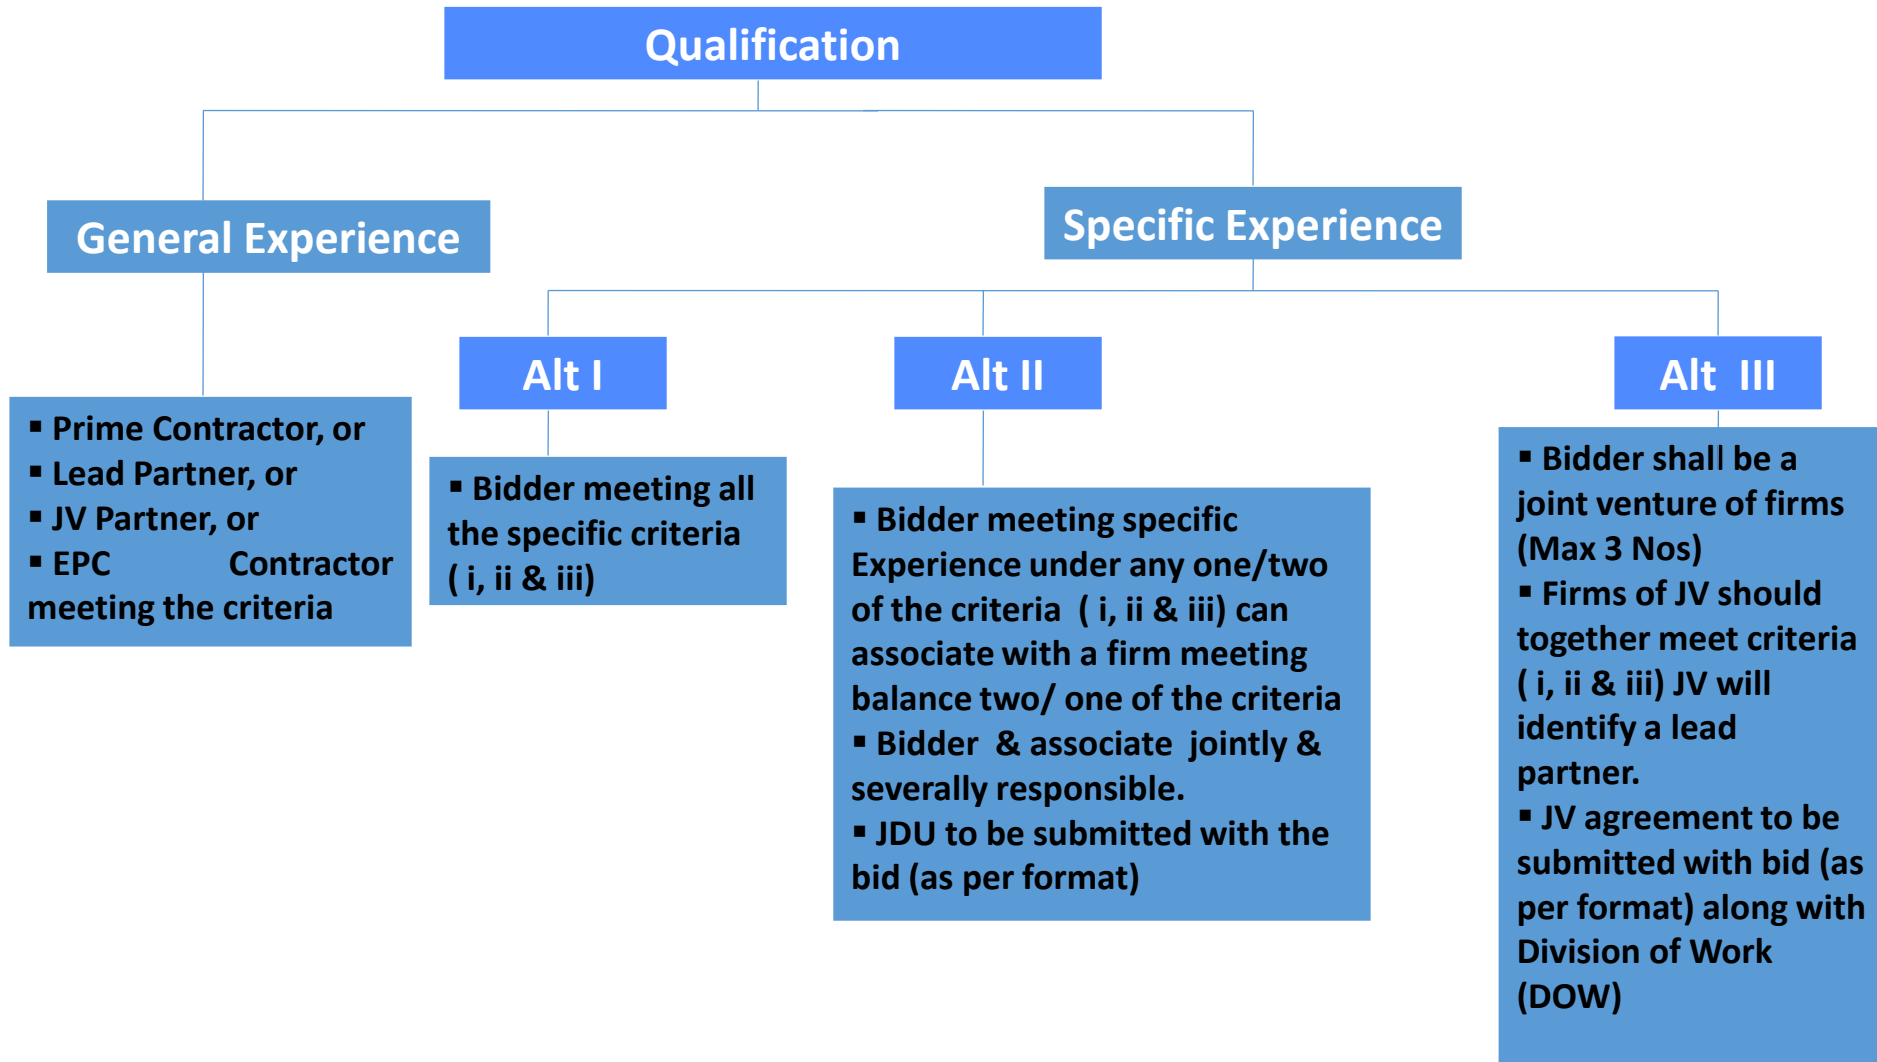 Qualification
General Experience
Specific Experience
Alt I
Alt II
Alt III
▪ Prime Contractor, or
▪ Lead Partner, or
▪ JV Partner, or
▪ EPC Contractor
meeting the criteria
▪ Bidder meeting all
the specific criteria
( i, ii & iii)
▪ Bidder meeting specific
Experience under any one/two
of the criteria ( i, ii & iii) can
associate with a firm meeting
balance two/ one of the criteria
▪ Bidder & associate jointly &
severally responsible.
▪ JDU to be submitted with the
bid (as per format)
▪ Bidder shall be a
joint venture of firms
(Max 3 Nos)
▪ Firms of JV should
together meet criteria
( i, ii & iii) JV will
identify a lead
partner.
▪ JV agreement to be
submitted with bid (as
per format) along with
Division of Work
(DOW)